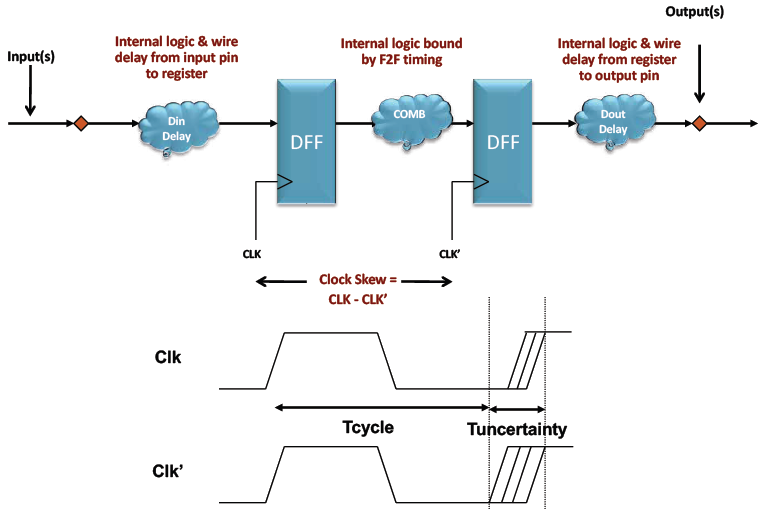 Output(s)
Input(s)
Internal logic & wire
delay from input pin
to register
Internal logic bound
by F2F timing
Internal logic & wire
delay from register
to output pin
Din
Delay
DFF
COMB
DFF
Dout
Delay
CLK
CLK'
Clock Skew =
CLK - CLK'
Clk
Tcycle
Tuncertainty
Clk'